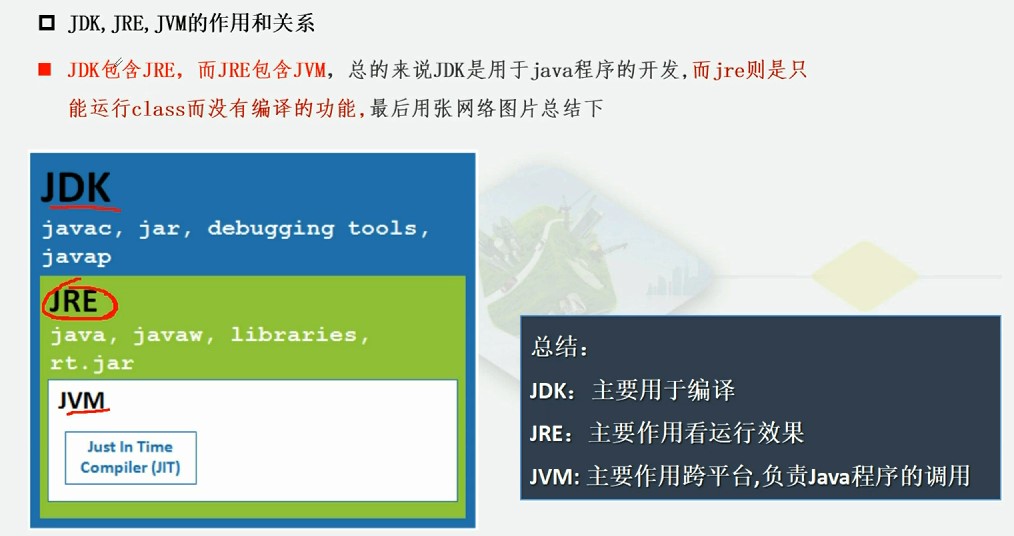 JDK,JRE,JVM的作用和关系
JDK包含JRE，而JRE包含JVM，总的来说JDK是用于java程序的开发,而jre则是只
能运行class而没有编译的功能,最后用张网络图片总结下
JDK
javac, jar, debugging tools,
javap
JRE
java, javaw, libraries,
rt.jar
JVM
Just In Time
Compiler (JIT)
总结：
JDK：主要用于编译
JRE：主要作用看运行效果
JVM: 主要作用跨平台,负责Java程序的调用